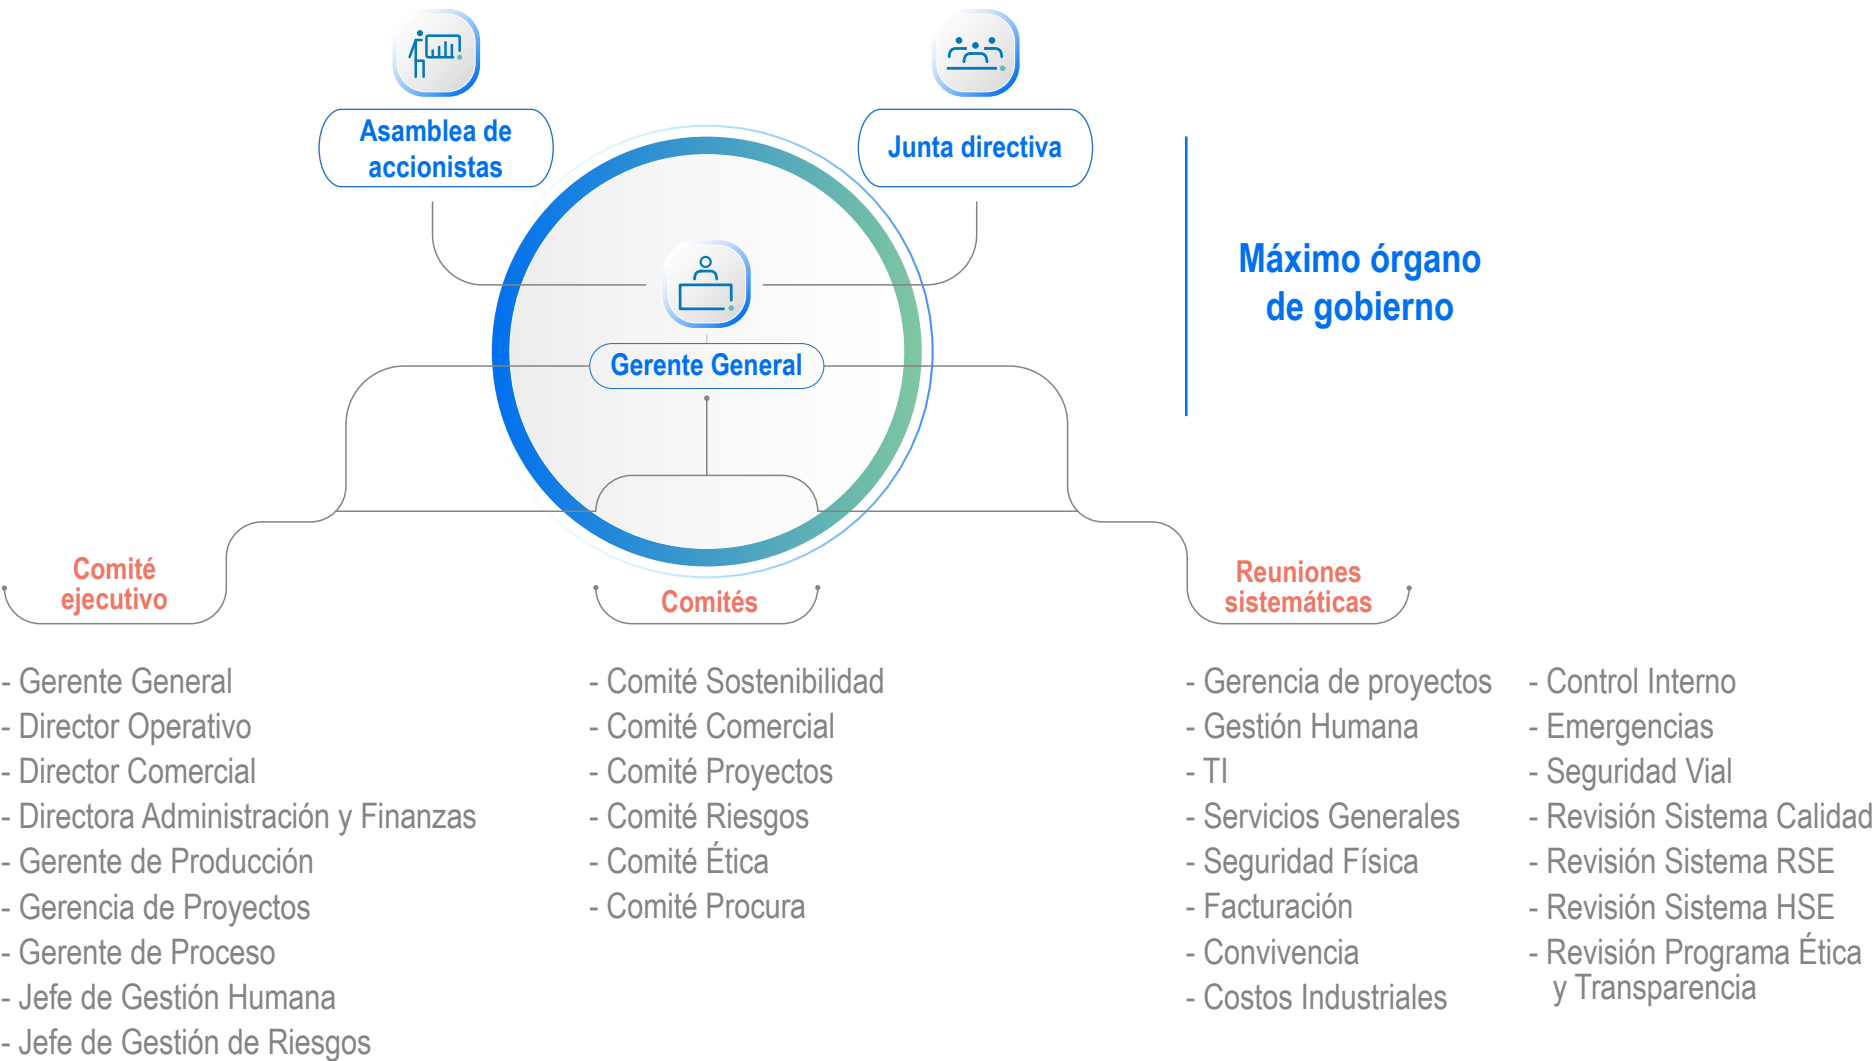 Asamblea de
accionistas
Junta directiva
Máximo órgano
de gobierno
Gerente General
Comité
ejecutivo
- Gerente General
- Director Operativo
- Director Comercial
- Directora Administración y Finanzas
- Gerente de Producción
- Gerencia de Proyectos
- Gerente de Proceso
- Jefe de Gestión Humana
- Jefe de Gestión de Riesgos
Comités
- Comité Sostenibilidad
- Comité Comercial
- Comité Proyectos
- Comité Riesgos
- Comité Ética
- Comité Procura
Reuniones
sistemáticas
- Gerencia de proyectos
- Gestión Humana
- TI
- Servicios Generales
- Seguridad Física
- Facturación
- Convivencia
- Costos Industriales
- Control Interno
- Emergencias
- Seguridad Vial
- Revisión Sistema Calidad
- Revisión Sistema RSE
- Revisión Sistema HSE
- Revisión Programa Ética
y Transparencia